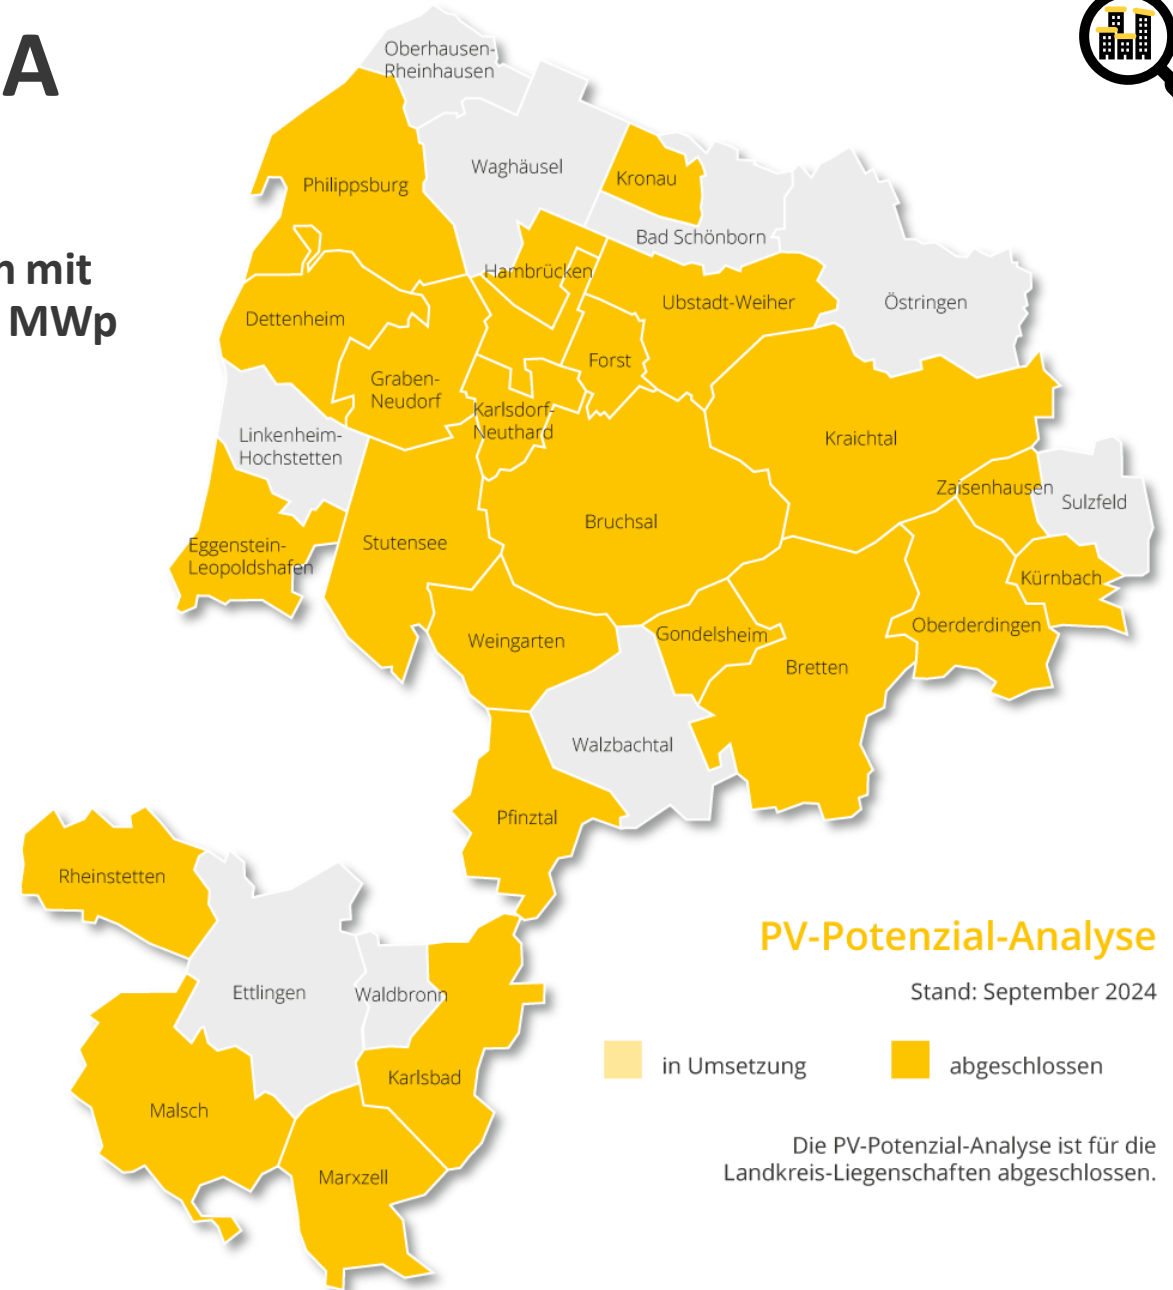 A
n mit
MWp
Oberhausen-
Rheinhausen
Waghäusel
Philippsburg
Kronau
Bad Schönborn
Hambrücken
Ubstadt-Weiher
Östringen
Dettenheim
Forst
Graben-
Neudorf
Karlsdorf-
Neuthard
Linkenheim-
Hochstetten
Kraichtal
Zaisenhausen
Sulzfeld
Bruchsal
Stutensee
Eggenstein-
Leopoldshafen
Kürnbach
Oberderdingen
Weingarten
Gondelsheim
Bretten
Walzbachtal
Pfinztal
Rheinstetten
Ettlingen
Waldbronn
Karlsbad
Malsch
Marxzell
PV-Potenzial-Analyse
Stand: September 2024
in Umsetzung
abgeschlossen
Die PV-Potenzial-Analyse ist für die
Landkreis-Liegenschaften abgeschlossen.